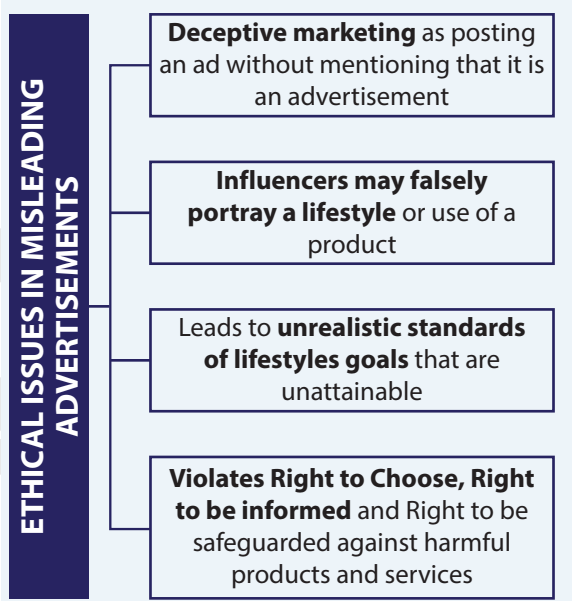 ETHICAL ISSUES IN MISLEADING
ADVERTISEMENTS
Deceptive marketing as posting
an ad without mentioning that it is
an advertisement
Influencers may falsely
portray a lifestyle or use of a
product
Leads to unrealistic standards
of lifestyles goals that are
unattainable
Violates Right to Choose, Right
to be informed and Right to be
safeguarded against harmful
products and services